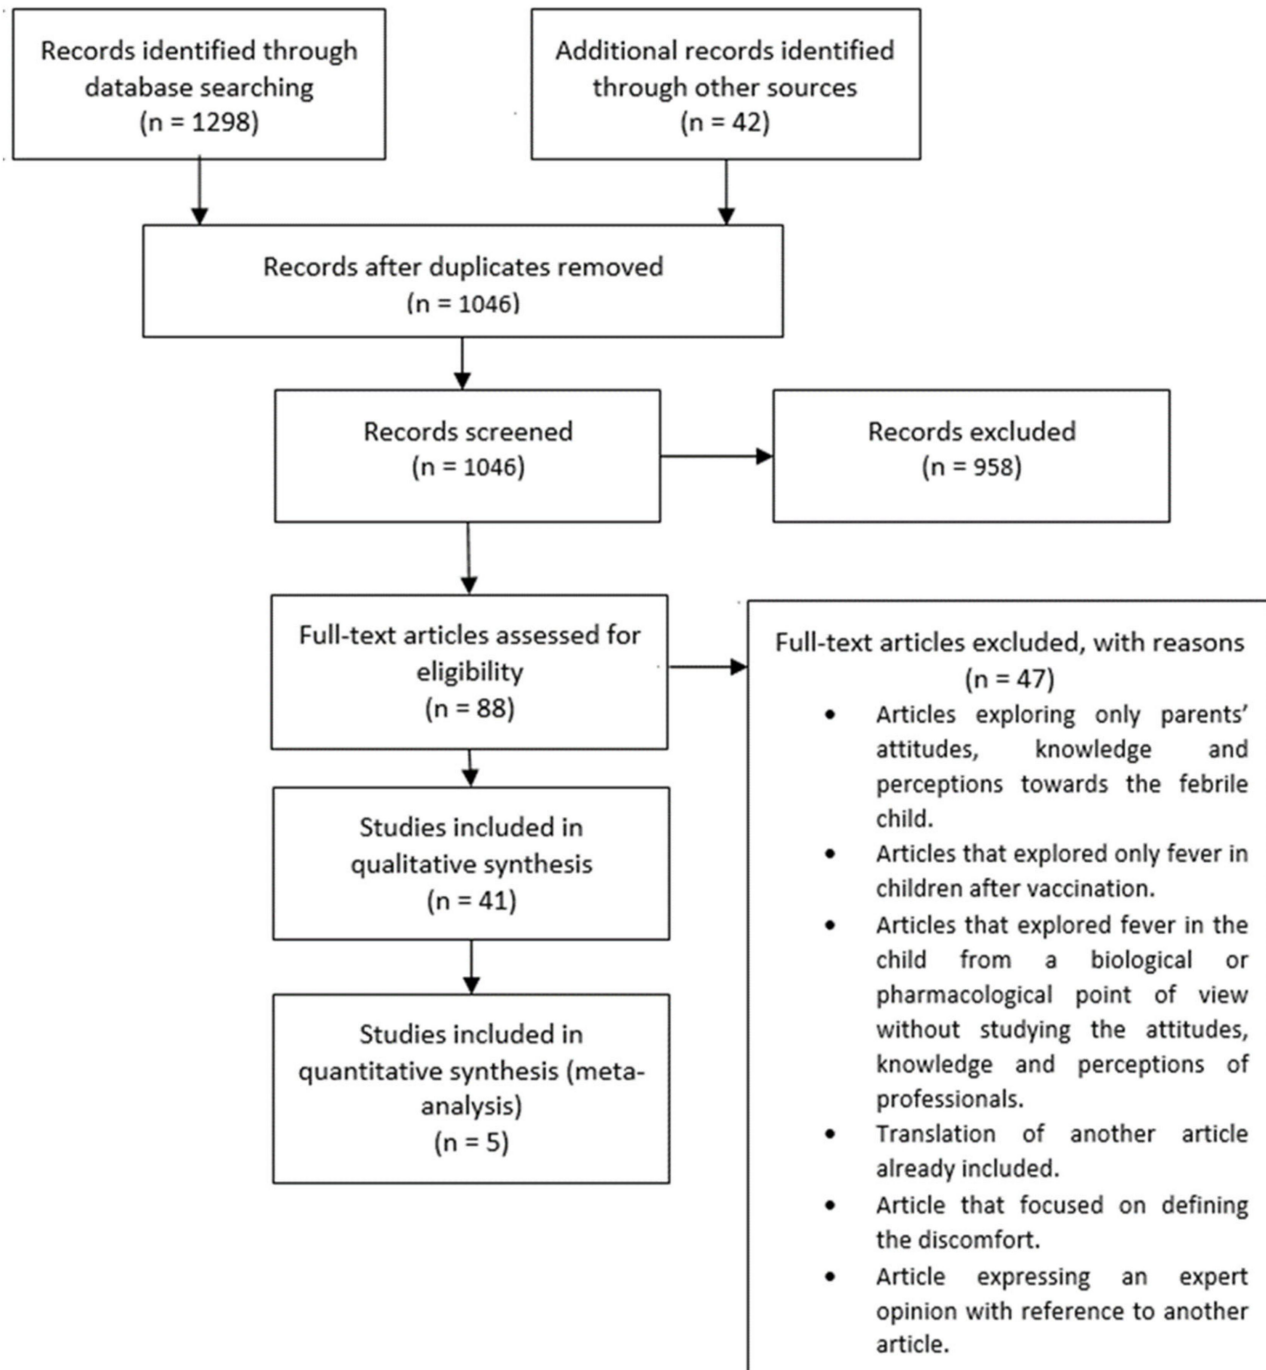 Records identified through
database searching
(n = 1298)
Additional records identified
through other sources
(n = 42)
Records after duplicates removed
(n = 1046)
Records screened
(n = 1046)
Records excluded
(n = 958)
Full-text articles assessed for
eligibility
(n = 88)
Full-text articles excluded, with reasons
(n = 47)
• Articles exploring only parents’
attitudes, knowledge and
perceptions towards the febrile
child.
• Articles that explored only fever in
children after vaccination.
• Articles that explored fever in the
child from a biological or
pharmacological point of view
without studying the attitudes,
knowledge and perceptions of
professionals.
• Translation of another article
already included.
• Article that focused on defining
the discomfort.
• Article expressing an expert
opinion with reference to another
article.
Studies included in
qualitative synthesis
(n = 41)
Studies included in
quantitative synthesis (meta-
analysis)
(n = 5)